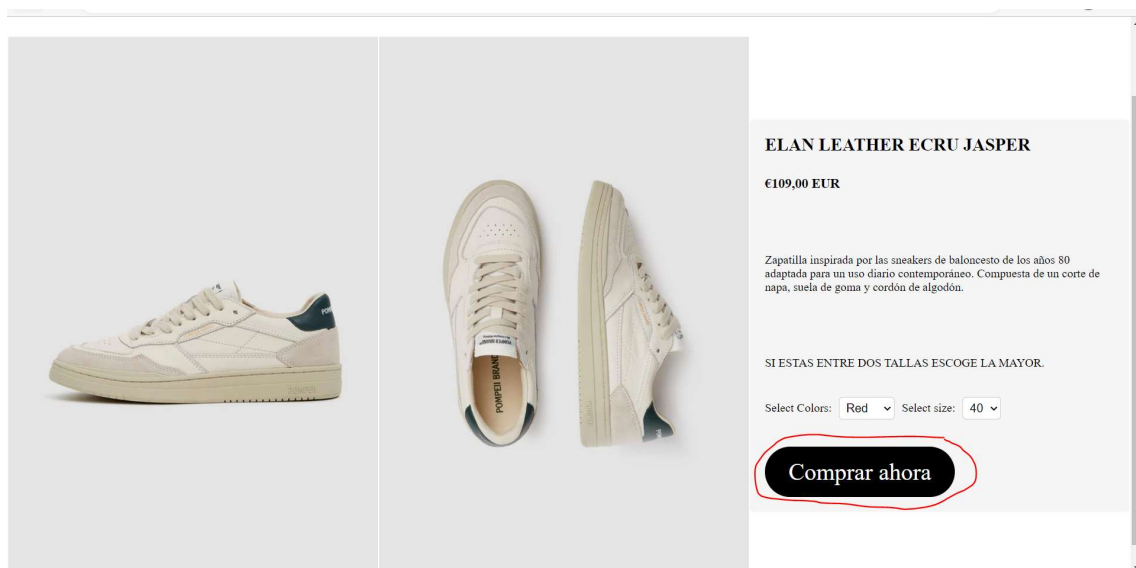 ELAN LEATHER ECRU JASPER
€109,00 EUR
Zapatilla inspirada por las sneakers de baloncesto de los años 80
adaptada para un uso diario contemporáneo. Compuesta de un corte de
napa, suela de goma y cordón de algodón.
SI ESTAS ENTRE DOS TALLAS ESCOGE LA MAYOR.
Select Colors: Red Select size: 40
Comprar ahora
POMPEII BRAND